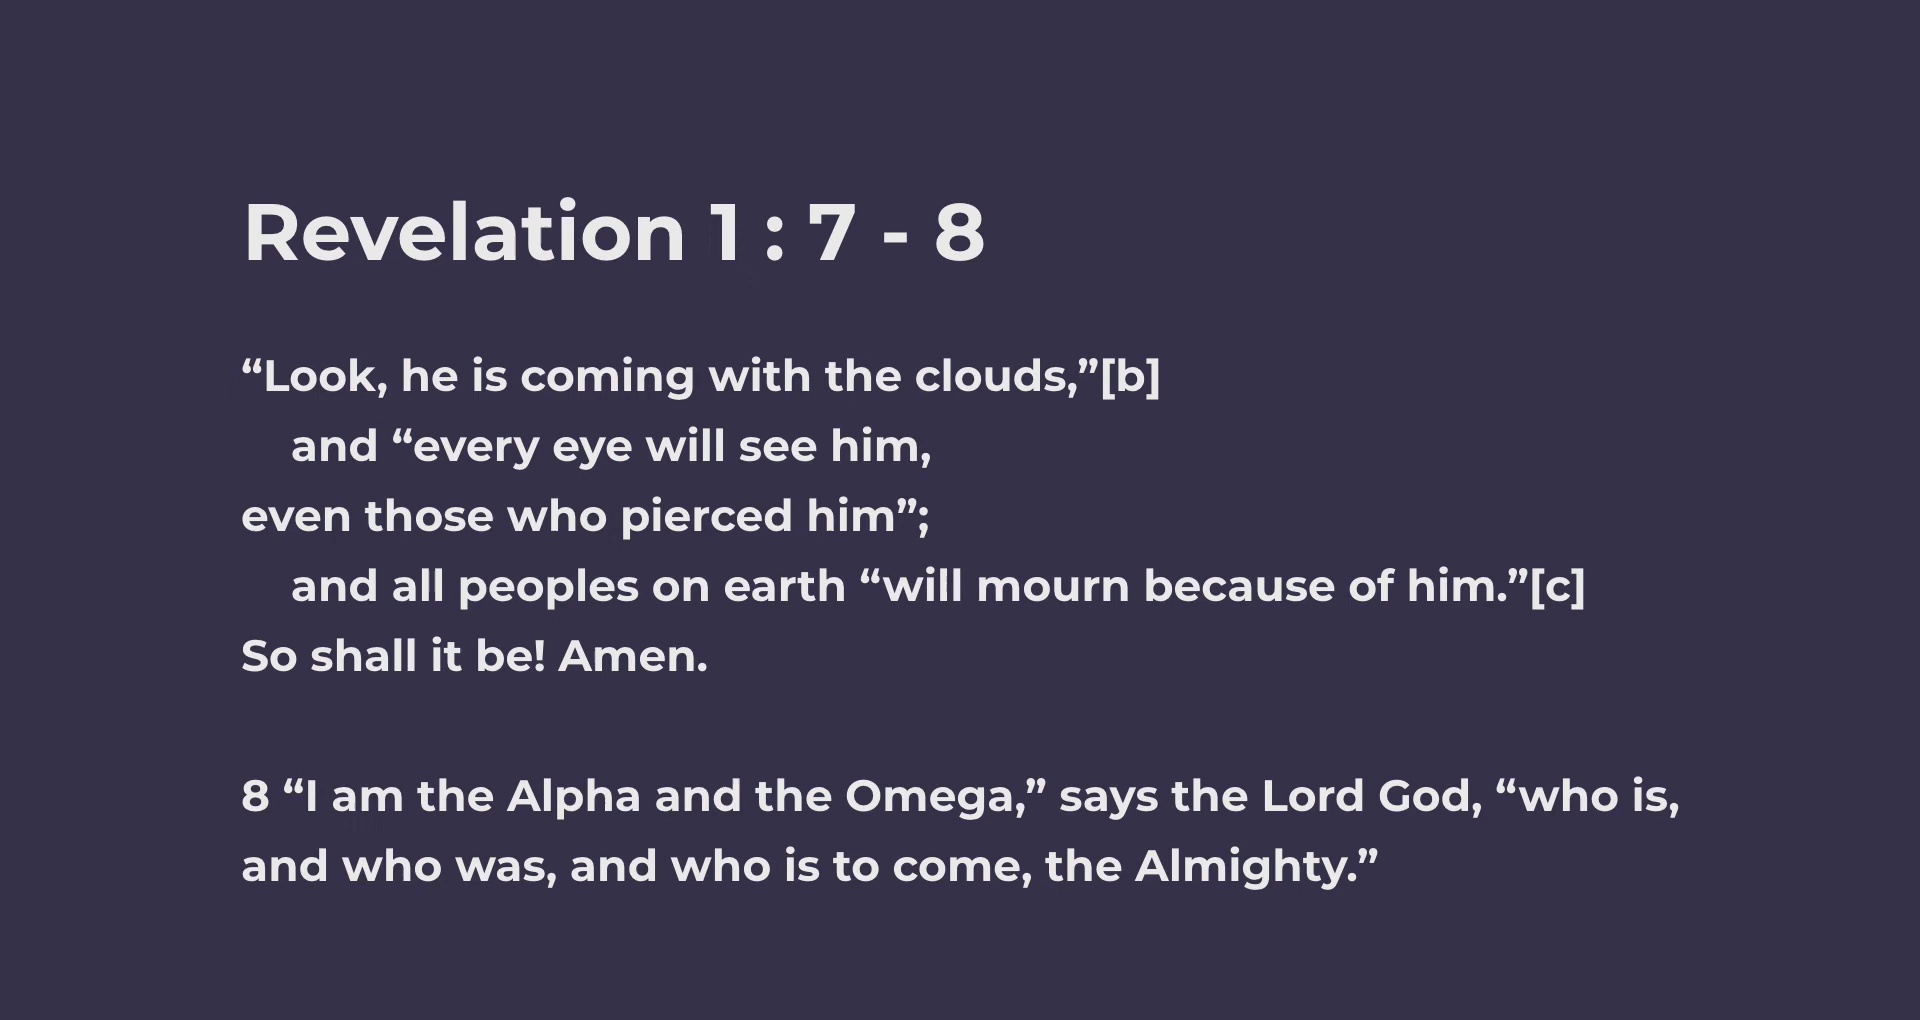 Revelation 1 : 7 - 8
“Look, he is coming with the clouds,”[b]
and “every eye will see him,
even those who pierced him”;
and all peoples on earth “will mourn because of him.”[c]
So shall it be! Amen.
8 “I am the Alpha and the Omega,” says the Lord God, “who is,
and who was, and who is to come, the Almighty.”